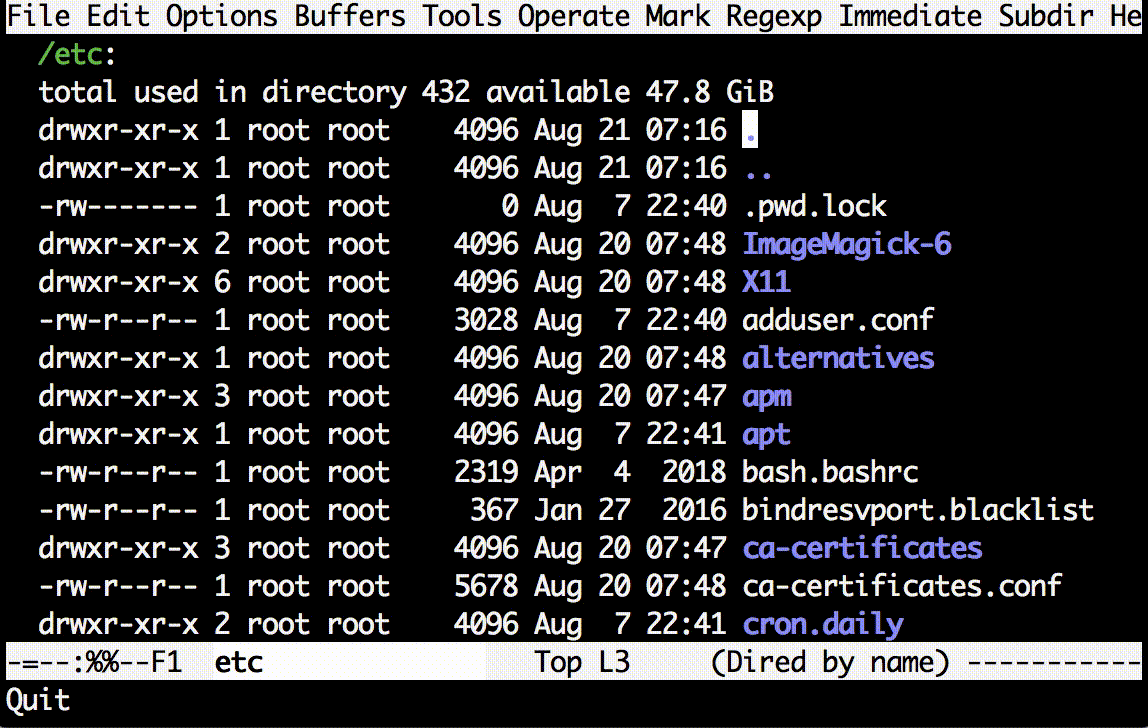 File Edit Options Buffers Tools Operate Mark Regexp Immediate Subdir He
/etc:
total used in directory 432 available 47.8 GiB
drwxr-xr-x 1 root root    4096 Aug 21 07:16 .
drwxr-xr-x 1 root root    4096 Aug 21 07:16 ..
-rw------- 1 root root       0 Aug  7 22:40 .pwd.lock
drwxr-xr-x 2 root root    4096 Aug 20 07:48 ImageMagick-6
drwxr-xr-x 6 root root    4096 Aug 20 07:48 X11
-rw-r--r-- 1 root root    3028 Aug  7 22:40 adduser.conf
drwxr-xr-x 1 root root    4096 Aug 20 07:48 alternatives
drwxr-xr-x 3 root root    4096 Aug 20 07:47 apm
drwxr-xr-x 1 root root    4096 Aug  7 22:41 apt
-rw-r--r-- 1 root root    2319 Apr  4  2018 bash.bashrc
-rw-r--r-- 1 root root     367 Jan 27  2016 bindresvport.blacklist
drwxr-xr-x 3 root root    4096 Aug 20 07:47 ca-certificates
-rw-r--r-- 1 root root    5678 Aug 20 07:48 ca-certificates.conf
drwxr-xr-x 2 root root    4096 Aug  7 22:41 cron.daily
-=--:%%--F1  etc                 Top L3     (Dired by name) -----------
Quit